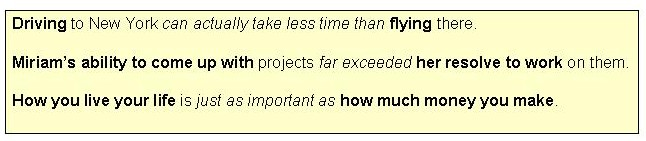 Driving to New York can actually take less time than flying there.
Miriam's ability to come up with projects far exceeded her resolve to work on them.
How you live your life is just as important as how much money you make.